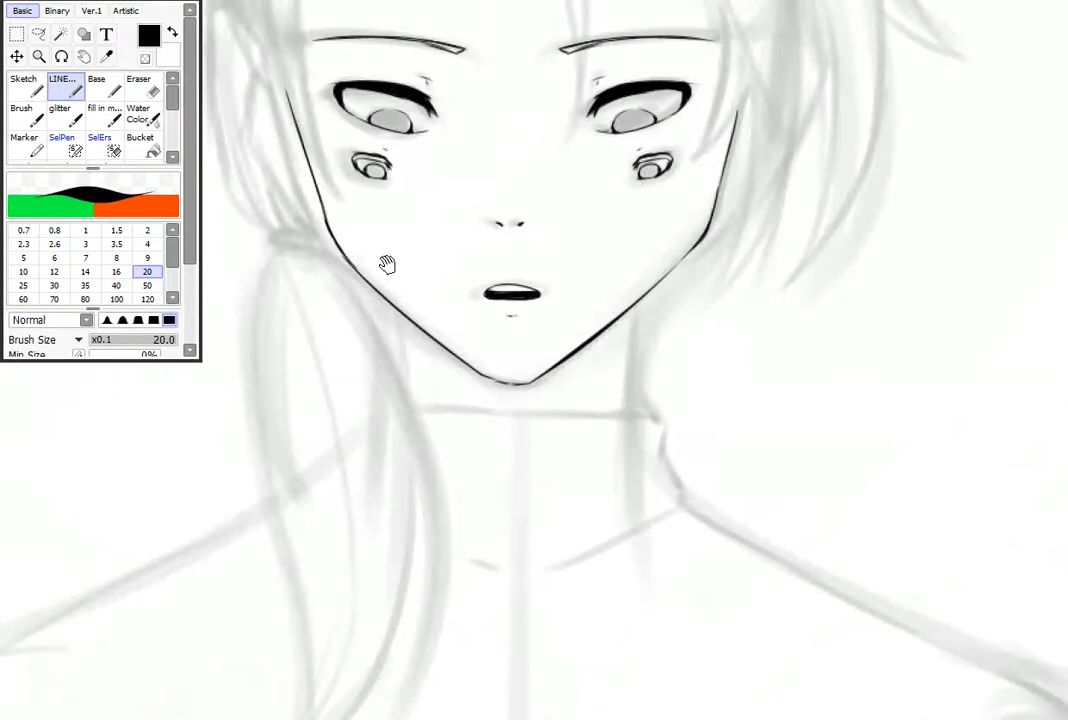 Basic Binary Ver.1 Artistic
T
Sketch LINE... Base Eraser
Brush glitter fill in m... Water Color
Marker SelPen SelErs Bucket
0.7 0.8 1 1.5 2
2.3 2.6 3 3.5 4
5 6 7 8 9
10 12 14 16 20
25 30 35 40 50
60 70 80 100 120
Normal
Brush Size x0.1 20.0
Min Size 0%